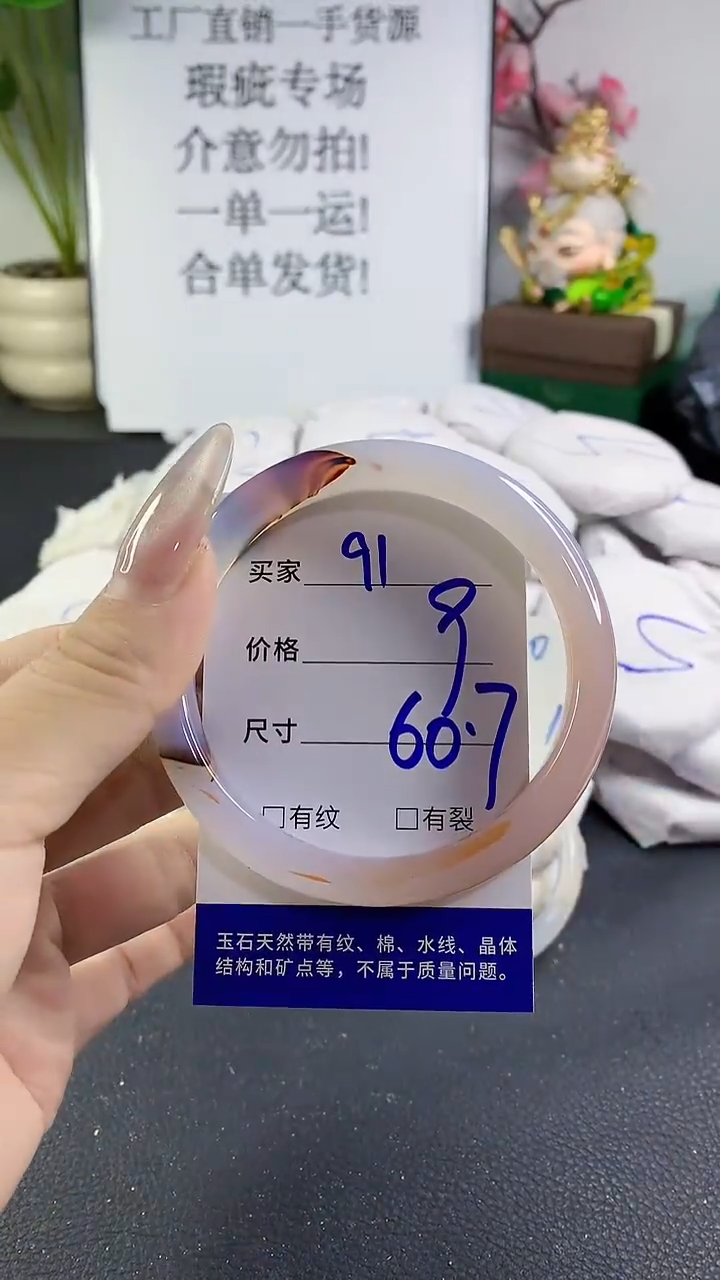 工厂直销一手货源
瑕疵专场
介意勿拍!
一单一运!
合单发货!
买家 91
价格 8
尺寸 60.7
□有纹 □有裂
玉石天然带有纹、棉、水线、晶体
结构和矿点等，不属于质量问题。